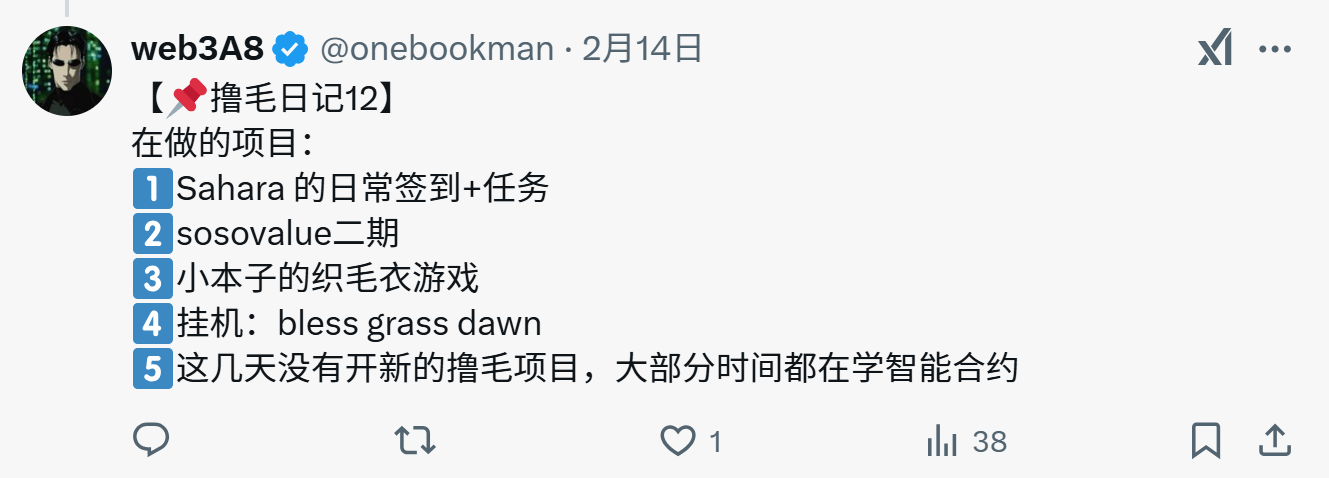 web3A8 @onebookman · 2月14日
【📌撸毛日记12】
在做的项目：
1️⃣Sahara 的日常签到+任务
2️⃣sosovalue二期
3️⃣小本子的织毛衣游戏
4️⃣挂机：bless grass dawn
5️⃣这几天没有开新的撸毛项目，大部分时间都在学智能合约
1 38